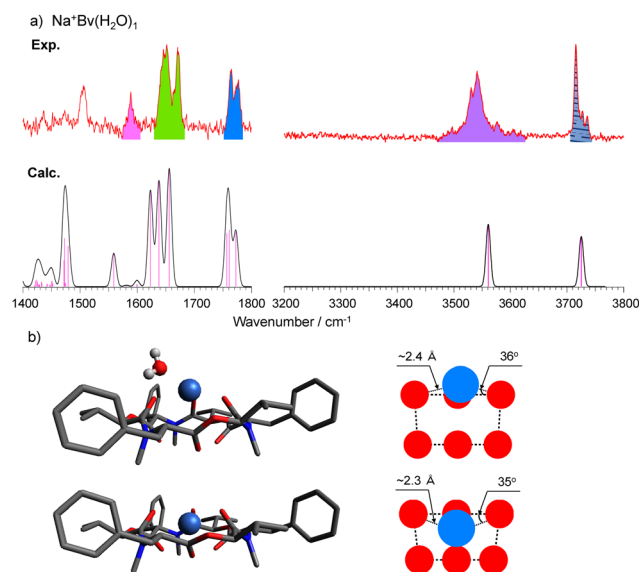 a) Na⁺Bv(H₂O)₁
Exp.
Calc.
1400 1500 1600 1700 1800 3200 3300 3400 3500 3600 3700 3800
Wavenumber / cm⁻¹
b)
~2.4 Å 36°
~2.3 Å 35°